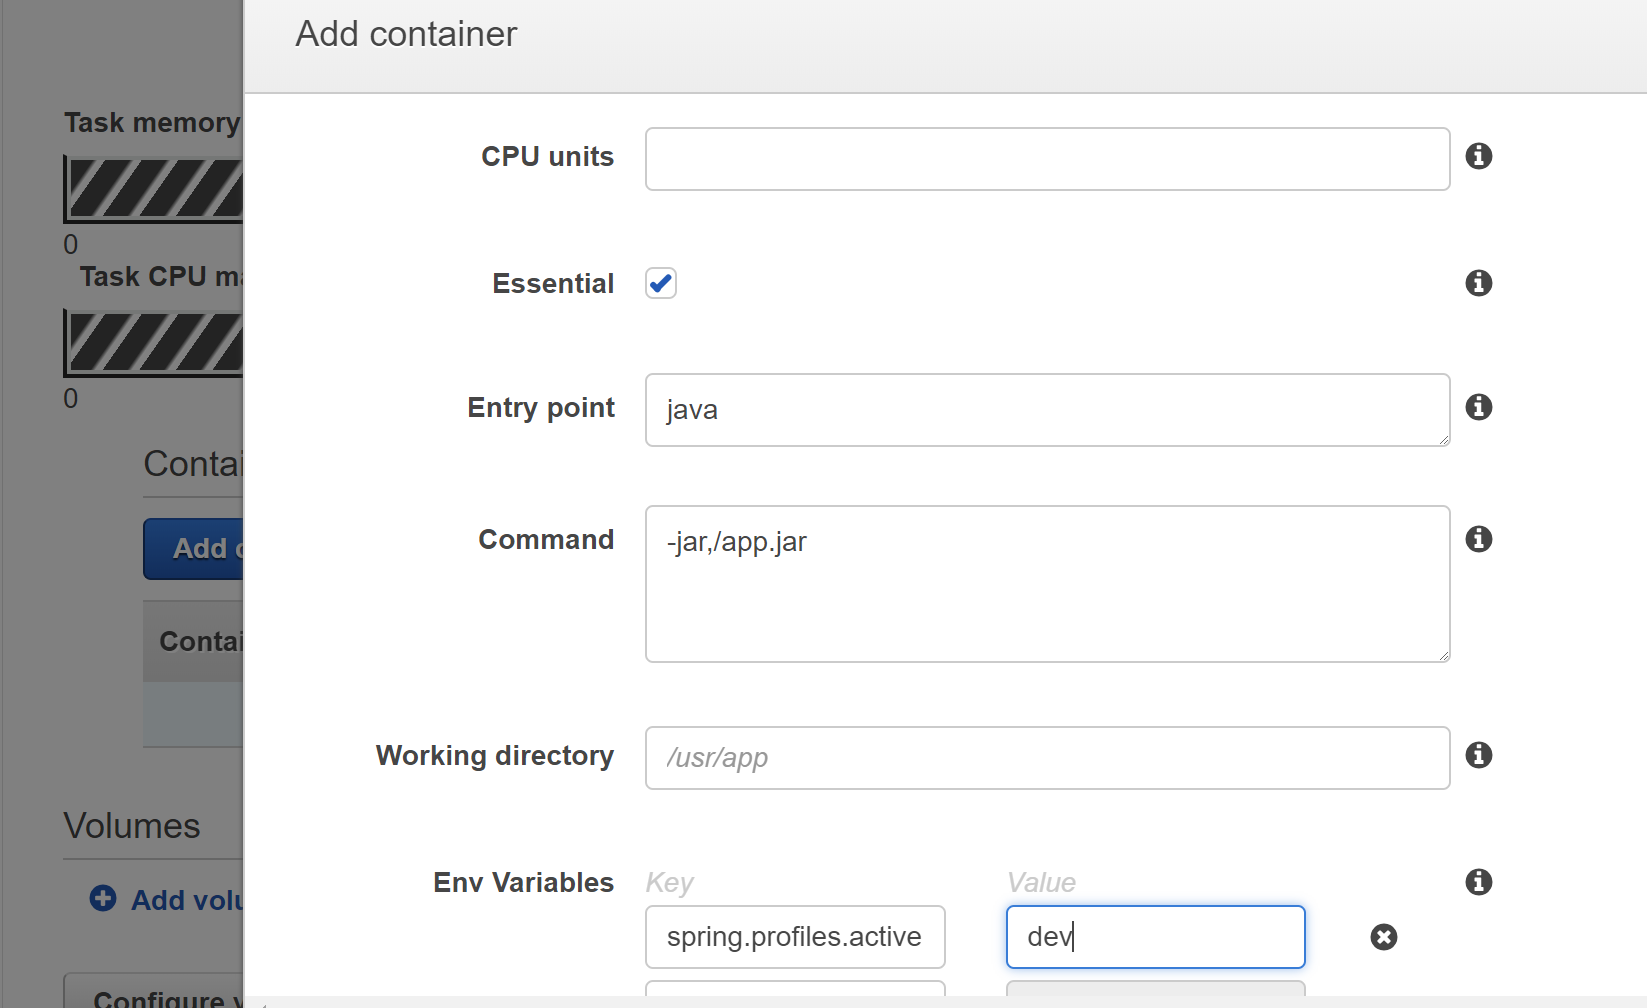 Add container
Task memory
0
Task CPU ma
0
Contai
Add c
Contai
Volumes
Add volu
Configure v
CPU units
Essential
Entry point
java
Command
-jar,/app.jar
Working directory
/usr/app
Env Variables
Key
Value
spring.profiles.active
dev